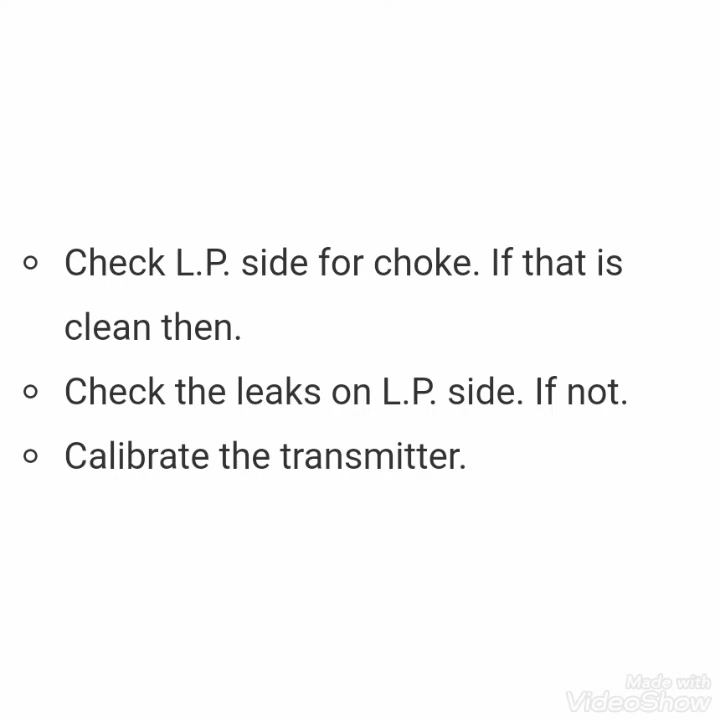 Check L.P. side for choke. If that is
clean then.
Check the leaks on L.P. side. If not.
Calibrate the transmitter.
Made with
VideoShow